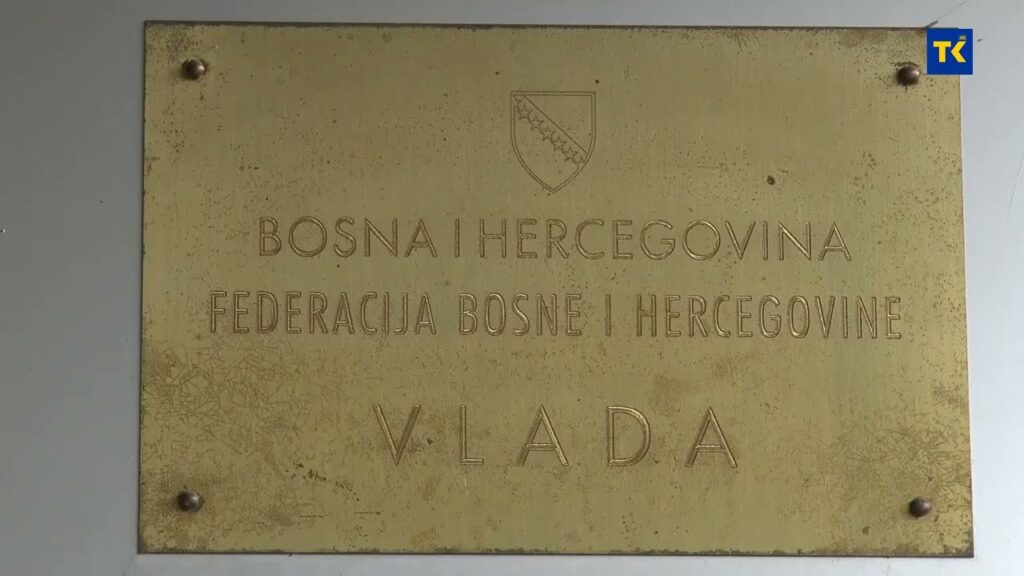 TK
BOSNA I HERCEGOVINA
FEDERACIJA BOSNE I HERCEGOVINE
VLADA